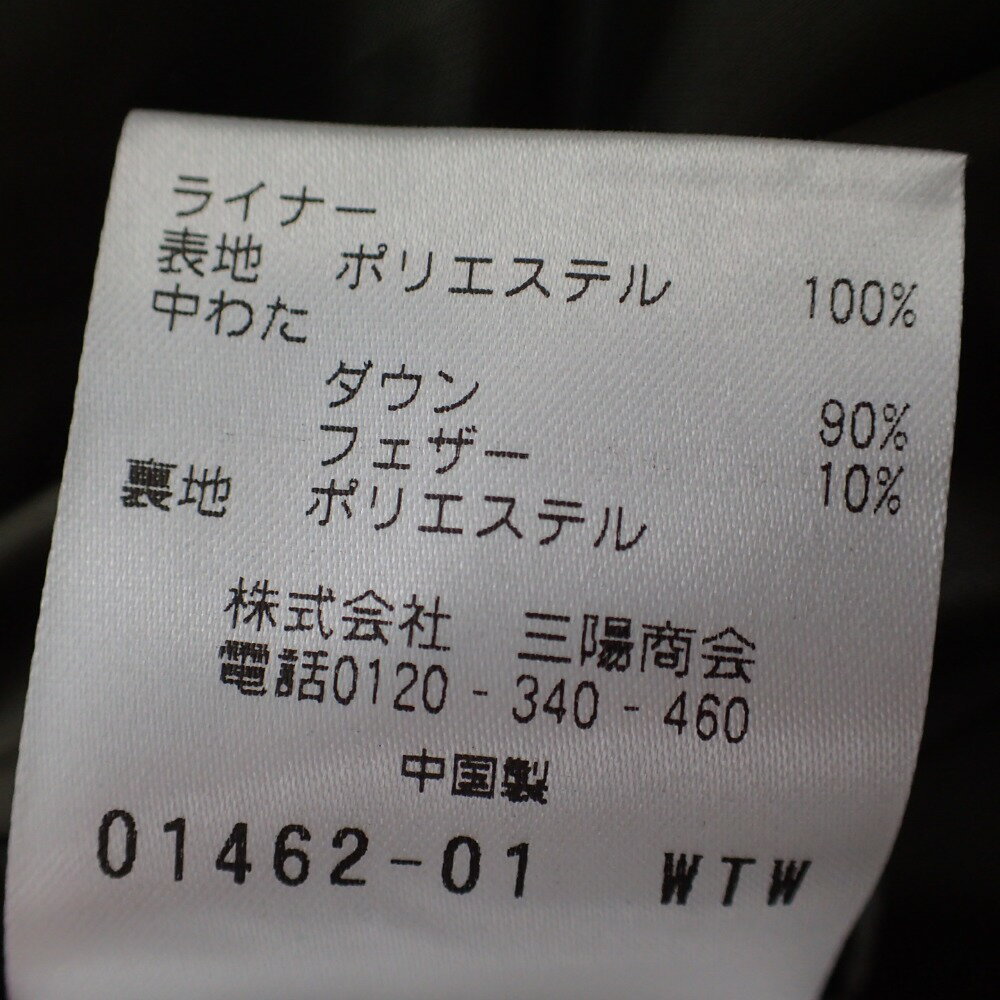 ライナー
表地　ポリエステル　100%
中わた
ダウン　90%
フェザー　10%
裏地　ポリエステル
株式会社　三陽商会
電話0120-340-460
中国製
01462-01　WTW